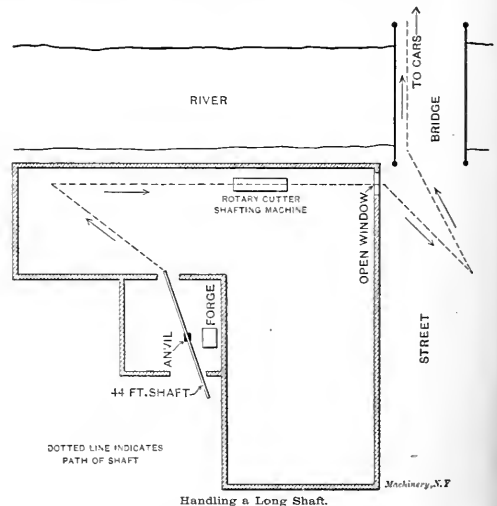 TO CARS
RIVER
BRIDGE
ROTARY CUTTER
SHAFTING MACHINE
OPEN WINDOW
FORGE
ANVIL
STREET
44 FT. SHAFT
DOTTED LINE INDICATES
PATH OF SHAFT
Machinery, N.Y
Handling a Long Shaft.